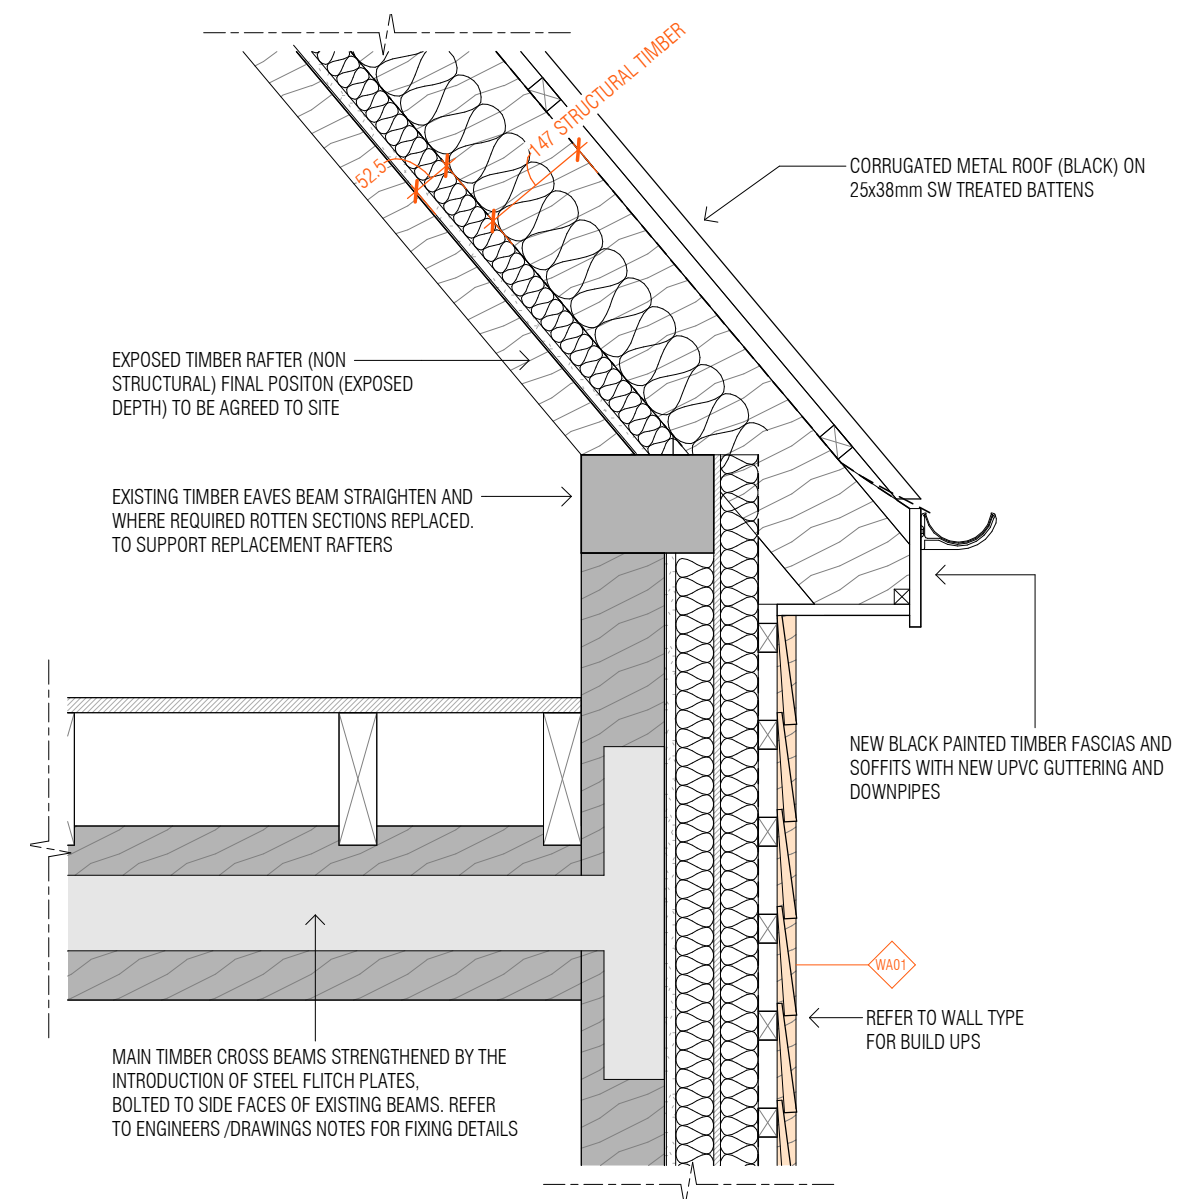 147 STRUCTURAL TIMBER
52.5
CORRUGATED METAL ROOF (BLACK) ON
25x38mm SW TREATED BATTENS
EXPOSED TIMBER RAFTER (NON
STRUCTURAL) FINAL POSITON (EXPOSED
DEPTH) TO BE AGREED TO SITE
EXISTING TIMBER EAVES BEAM STRAIGHTEN AND
WHERE REQUIRED ROTTEN SECTIONS REPLACED.
TO SUPPORT REPLACEMENT RAFTERS
NEW BLACK PAINTED TIMBER FASCIAS AND
SOFFITS WITH NEW UPVC GUTTERING AND
DOWNPIPES
WA01
REFER TO WALL TYPE
FOR BUILD UPS
MAIN TIMBER CROSS BEAMS STRENGTHENED BY THE
INTRODUCTION OF STEEL FLITCH PLATES,
BOLTED TO SIDE FACES OF EXISTING BEAMS. REFER
TO ENGINEERS /DRAWINGS NOTES FOR FIXING DETAILS